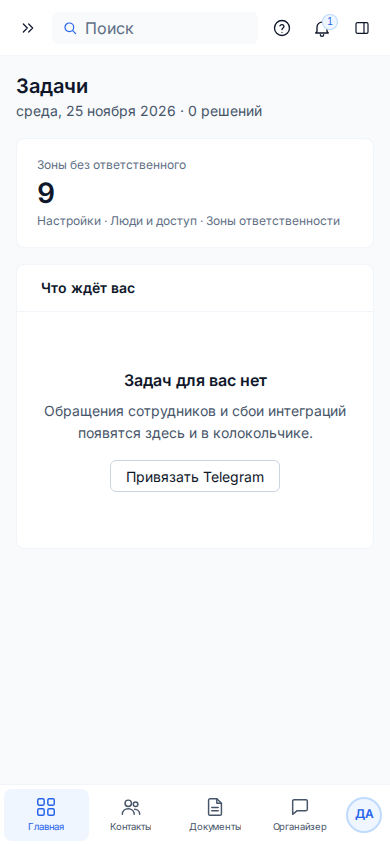 Поиск
1
Задачи
среда, 25 ноября 2026 · 0 решений
Зоны без ответственного
9
Настройки · Люди и доступ · Зоны ответственности
Что ждёт вас
Задач для вас нет
Обращения сотрудников и сбои интеграций
появятся здесь и в колокольчике.
Привязать Telegram
Главная
Контакты
Документы
Органайзер
ДА